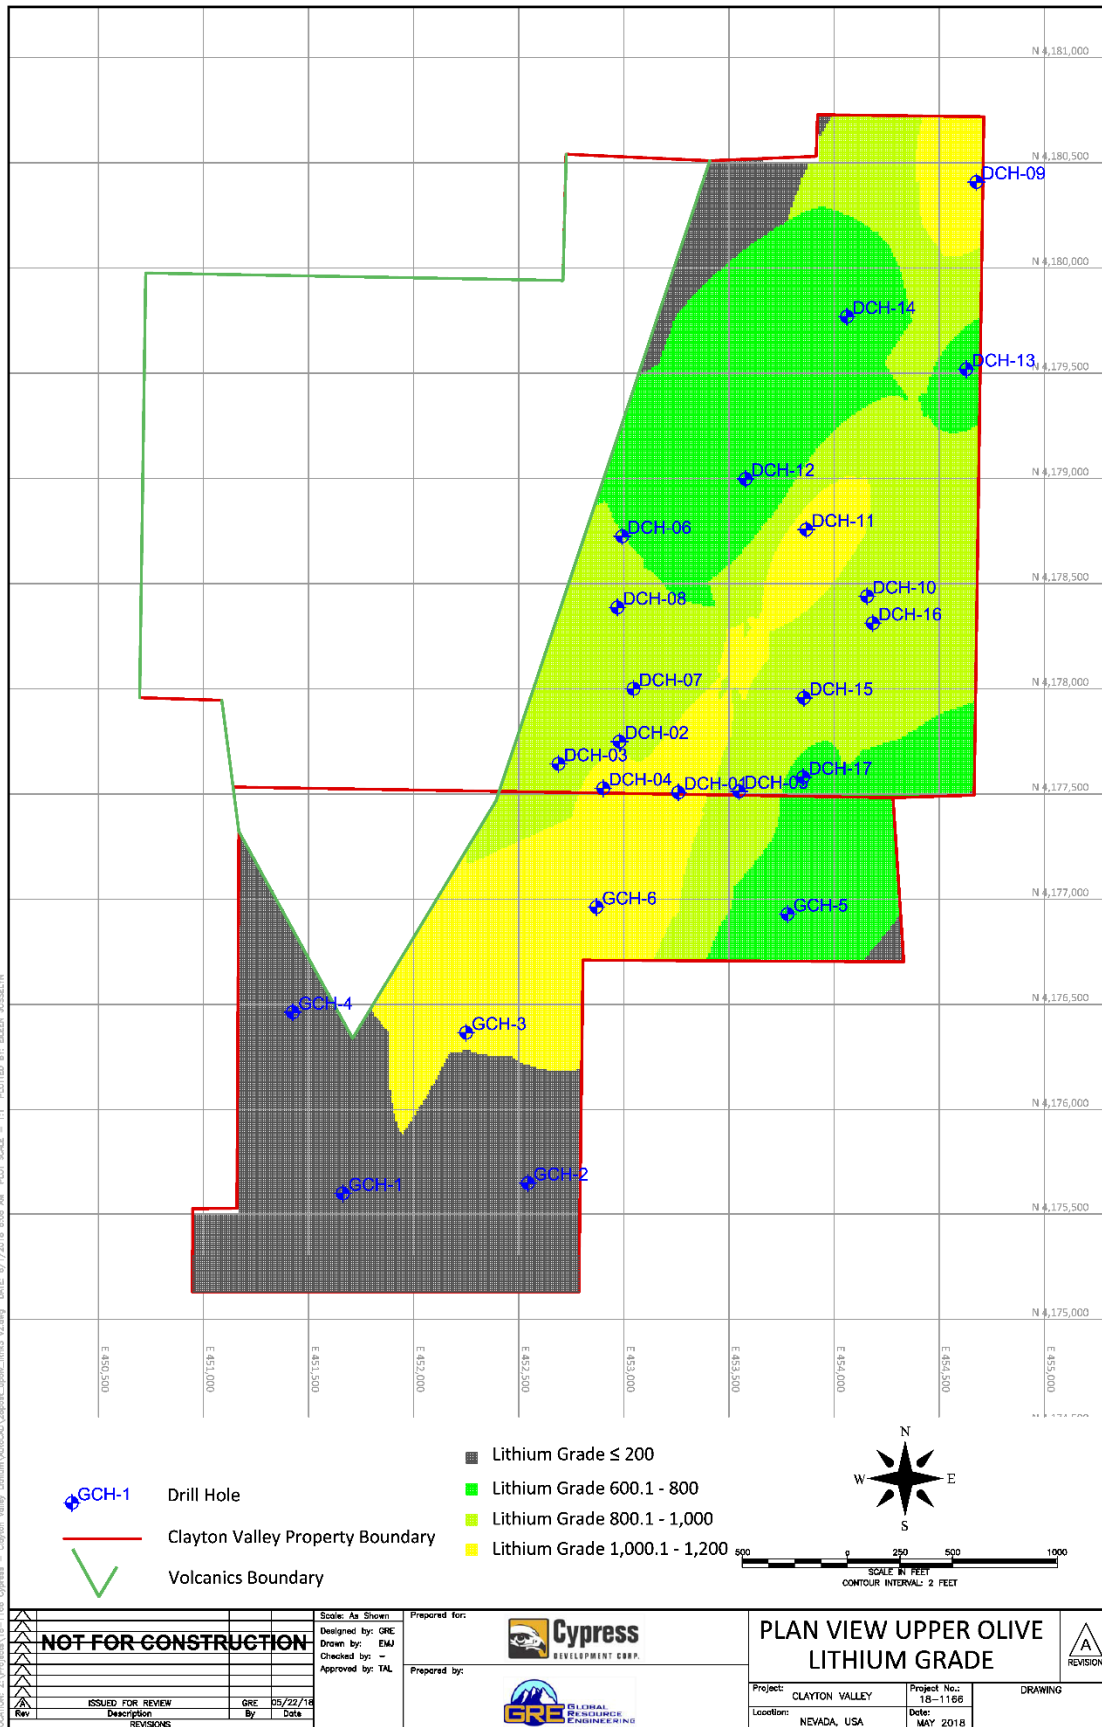 N 4,181,000
N 4,180,500
DCH-09
N 4,180,000
DCH-14
DCH-13
N 4,179,500
DCH-12
N 4,179,000
DCH-11
DCH-06
DCH-10
N 4,178,500
DCH-08
DCH-16
DCH-07
DCH-15
N 4,178,000
DCH-02
DCH-03
DCH-17
DCH-04
DCH-01
DCH-05
N 4,177,500
GCH-6
GCH-5
N 4,177,000
GCH-4
GCH-3
N 4,176,500
N 4,176,000
GCH-1
GCH-2
N 4,175,500
N 4,175,000
E 450,500
E 451,000
E 451,500
E 452,000
E 452,500
E 453,000
E 453,500
E 454,000
E 454,500
E 455,000
GCH-1
Drill Hole
Clayton Valley Property Boundary
Volcanics Boundary
Lithium Grade ≤ 200
Lithium Grade 600.1 - 800
Lithium Grade 800.1 - 1,000
Lithium Grade 1,000.1 - 1,200
N
W E
S
500 0 250 500 1000
SCALE IN FEET
CONTOUR INTERVAL: 2 FEET
NOT FOR CONSTRUCTION
A ISSUED FOR REVIEW GRE 05/22/18
Rev Description By Date
REVISIONS
Scale: As Shown
Designed by: GRE
Drawn by: EMJ
Checked by: -
Approved by: TAL
Prepared for:
Cypress
DEVELOPMENT CORP.
Prepared by:
GRE GLOBAL
RESOURCE
ENGINEERING
PLAN VIEW UPPER OLIVE
LITHIUM GRADE
A
REVISION
Project: CLAYTON VALLEY
Project No.: 18-1166
DRAWING
Location: NEVADA, USA
Date: MAY 2018